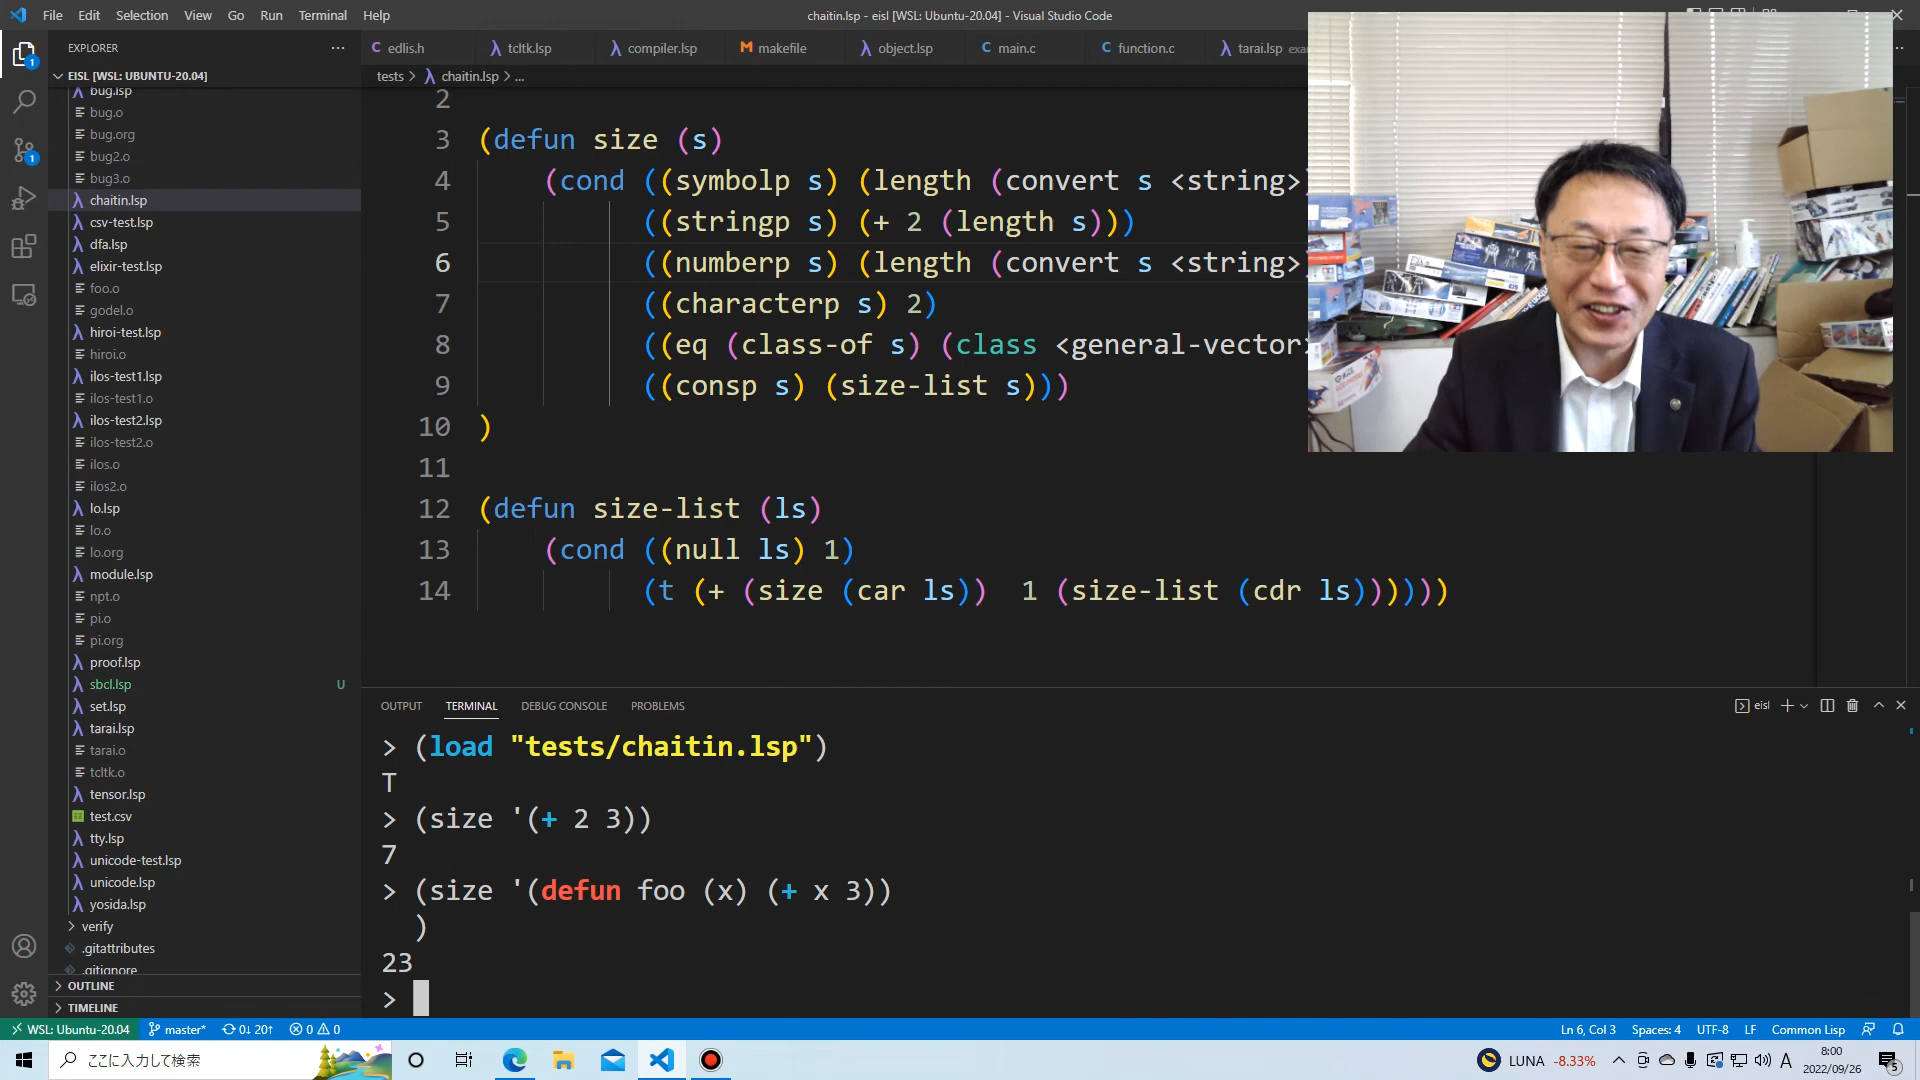 File Edit Selection View Go Run Terminal Help
chaitin.lsp - eisl [WSL: Ubuntu-20.04] - Visual Studio Code
EXPLORER
EISL [WSL: UBUNTU-20.04]
bug.lsp
bug.o
bug.org
bug2.o
bug3.o
chaitin.lsp
csv-test.lsp
dfa.lsp
elixir-test.lsp
foo.o
godel.o
hiroi-test.lsp
hiroi.o
ilos-test1.lsp
ilos-test1.o
ilos-test2.lsp
ilos-test2.o
ilos.o
ilos2.o
lo.lsp
lo.o
lo.org
module.lsp
npt.o
pi.o
pi.org
proof.lsp
sbcl.lsp U
set.lsp
tarai.lsp
tarai.o
tcltk.o
tensor.lsp
test.csv
tty.lsp
unicode-test.lsp
unicode.lsp
yosida.lsp
verify
.gitattributes
.gitignore
OUTLINE
TIMELINE
edlis.h tcltk.lsp compiler.lsp makefile object.lsp main.c function.c tarai.lsp
tests > chaitin.lsp > ...
2
3 (defun size (s)
4 (cond ((symbolp s) (length (convert s <string>)
5 ((stringp s) (+ 2 (length s)))
6 ((numberp s) (length (convert s <string>)
7 ((characterp s) 2)
8 ((eq (class-of s) (class <general-vector>
9 ((consp s) (size-list s)))
10 )
11
12 (defun size-list (ls)
13 (cond ((null ls) 1)
14 (t (+ (size (car ls)) 1 (size-list (cdr ls))))))
OUTPUT TERMINAL DEBUG CONSOLE PROBLEMS
eisl
> (load "tests/chaitin.lsp")
T
> (size '(+ 2 3))
7
> (size '(defun foo (x) (+ x 3))
)
23
>
WSL: Ubuntu-20.04 master* 0↓ 20↑ 0 0
Ln 6, Col 3 Spaces: 4 UTF-8 LF Common Lisp
ここに入力して検索
LUNA -8.33%
A
8:00
2022/09/26
5